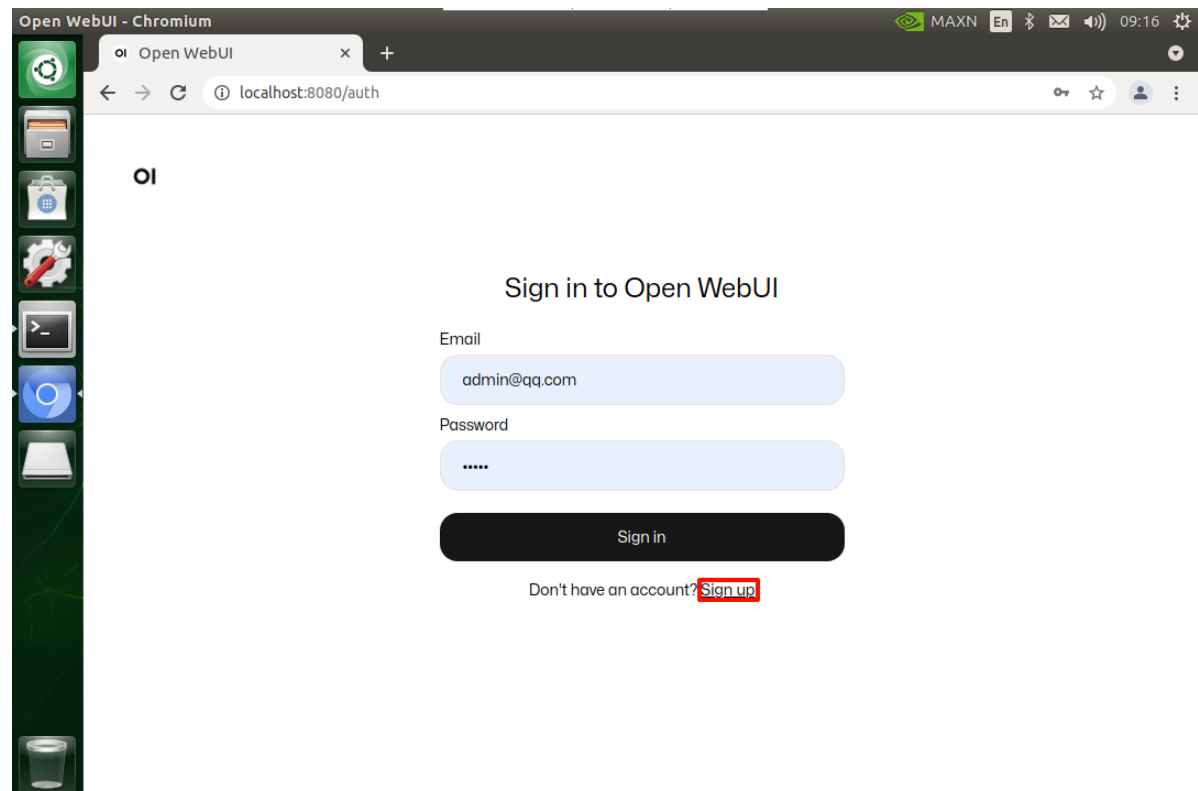 Open WebUI - Chromium
MAXN En 09:16
OI Open WebUI
localhost:8080/auth
OI
Sign in to Open WebUI
Email
admin@qq.com
Password
•••••
Sign in
Don't have an account? Sign up